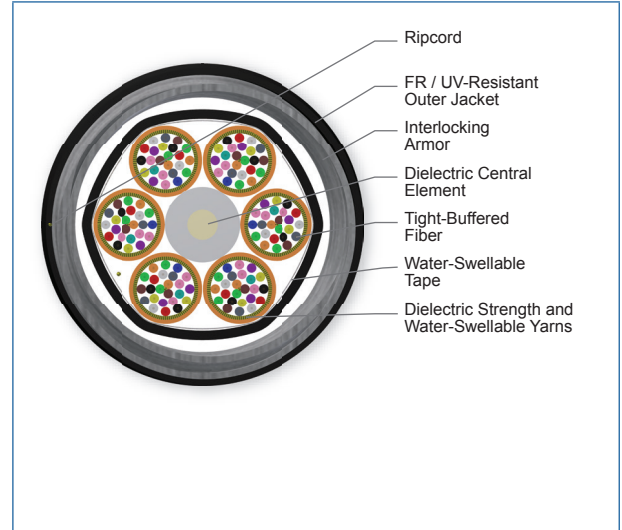 Ripcord
FR / UV-Resistant
Outer Jacket
Interlocking
Armor
Dielectric Central
Element
Tight-Buffered
Fiber
Water-Swellable
Tape
Dielectric Strength and
Water-Swellable Yarns